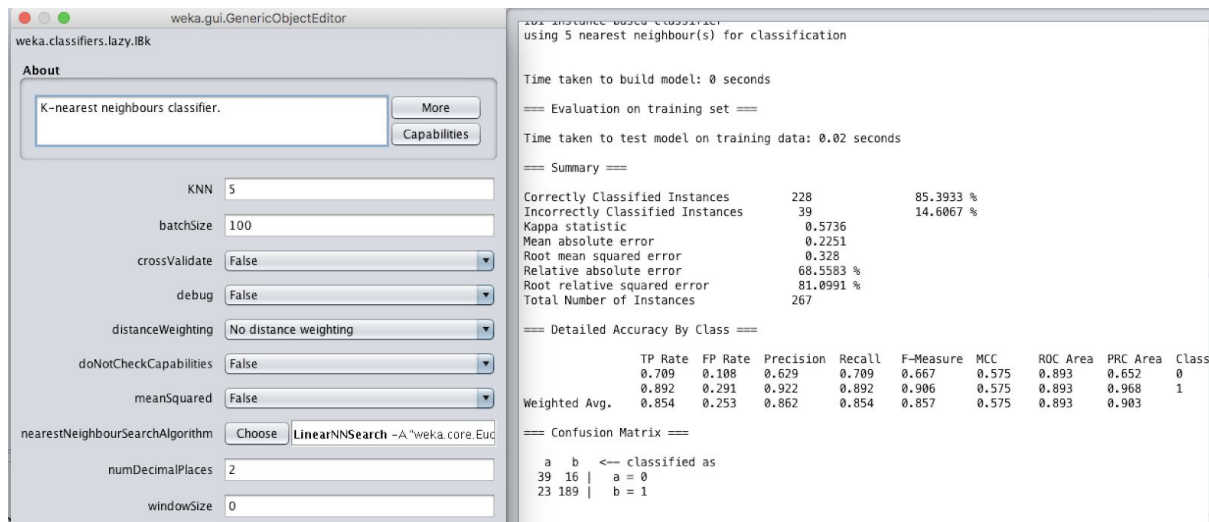 weka.gui.GenericObjectEditor
weka.classifiers.lazy.IBk
About
K-nearest neighbours classifier.
More
Capabilities
KNN 5
batchSize 100
crossValidate False
debug False
distanceWeighting No distance weighting
doNotCheckCapabilities False
meanSquared False
nearestNeighbourSearchAlgorithm Choose LinearNNSearch -A "weka.core.Euc
numDecimalPlaces 2
windowSize 0
IB1 instance-based classifier
using 5 nearest neighbour(s) for classification
Time taken to build model: 0 seconds
=== Evaluation on training set ===
Time taken to test model on training data: 0.02 seconds
=== Summary ===
Correctly Classified Instances 228 85.3933 %
Incorrectly Classified Instances 39 14.6067 %
Kappa statistic 0.5736
Mean absolute error 0.2251
Root mean squared error 0.328
Relative absolute error 68.5583 %
Root relative squared error 81.0991 %
Total Number of Instances 267
=== Detailed Accuracy By Class ===
TP Rate FP Rate Precision Recall F-Measure MCC ROC Area PRC Area Class
0.709 0.108 0.629 0.709 0.667 0.575 0.893 0.652 0
0.892 0.291 0.922 0.892 0.906 0.575 0.893 0.968 1
Weighted Avg. 0.854 0.253 0.862 0.854 0.857 0.575 0.893 0.903
=== Confusion Matrix ===
a b <-- classified as
39 16 | a = 0
23 189 | b = 1